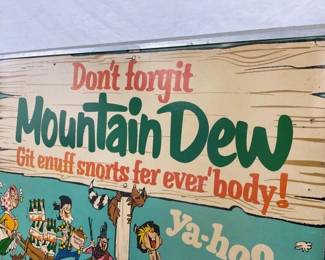 Don't forgit
Mountain Dew
Git enuff snorts fer ever'body!
ya-hoo